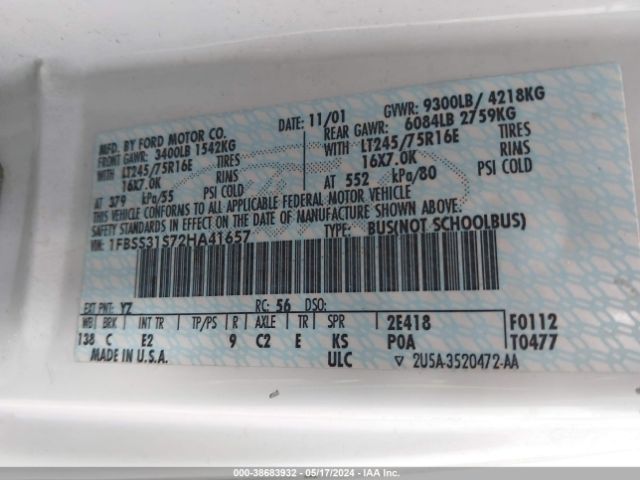 MFD. BY FORD MOTOR CO.
DATE: 11/01
GVWR: 9300LB/ 4218KG
FRONT GAWR: 3400LB 1542KG
REAR GAWR: 6084LB 2759KG
WITH LT245/75R16E TIRES
WITH LT245/75R16E TIRES
16X7.0K RINS
16X7.0K RINS
AT 379 kPa/55 PSI COLD
AT 552 kPa/80 PSI COLD
THIS VEHICLE CONFORMS TO ALL APPLICABLE FEDERAL MOTOR VEHICLE
SAFETY STANDARDS IN EFFECT ON THE DATE OF MANUFACTURE SHOWN ABOVE.
VIN: 1FBSS31S72HA41657
TYPE: BUS(NOT SCHOOLBUS)
EXT PNT: YZ RC: 56 DSO:
WB BRK INT TR TP/PS R AXLE TR SPR 2E418 F0112
138 C E2 9 C2 E KS POA T0477
MADE IN U.S.A. ULC ▽ 2U5A-3520472-AA
000-38683932 - 05/17/2024 - IAA Inc.